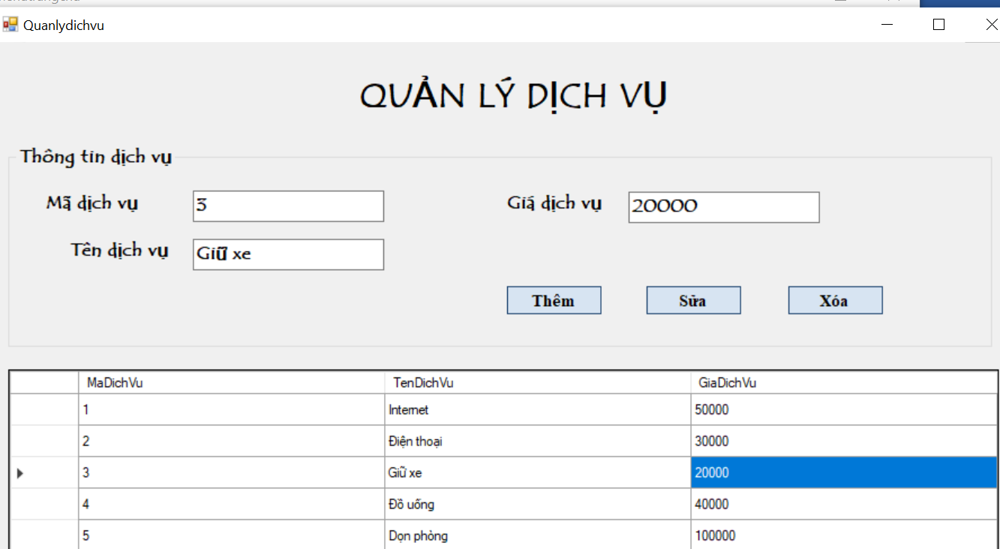 Quanlydichvu
QUẢN LÝ DỊCH VỤ
Thông tin dịch vụ
Mã dịch vụ 3 Giá dịch vụ 20000
Tên dịch vụ Giữ xe
Thêm Sửa Xóa
MaDichVu TenDichVu GiaDichVu
1 Internet 50000
2 Điện thoại 30000
3 Giữ xe 20000
4 Đồ uống 40000
5 Dọn phòng 100000